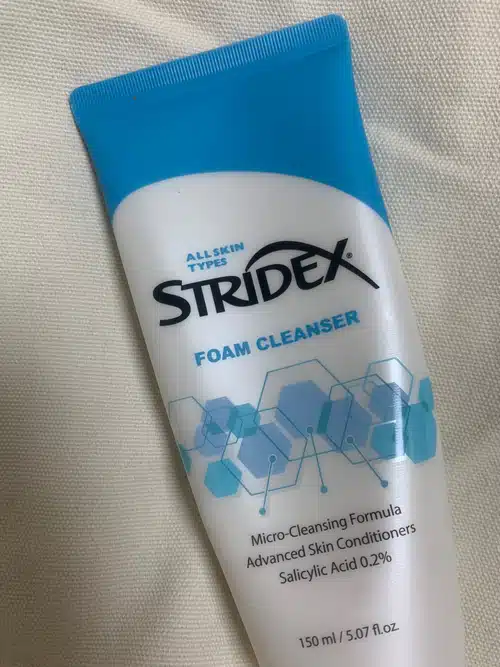 ALL SKIN
TYPES
STRIDEX®
FOAM CLEANSER
Micro-Cleansing Formula
Advanced Skin Conditioners
Salicylic Acid 0.2%
150 ml / 5.07 fl.oz.